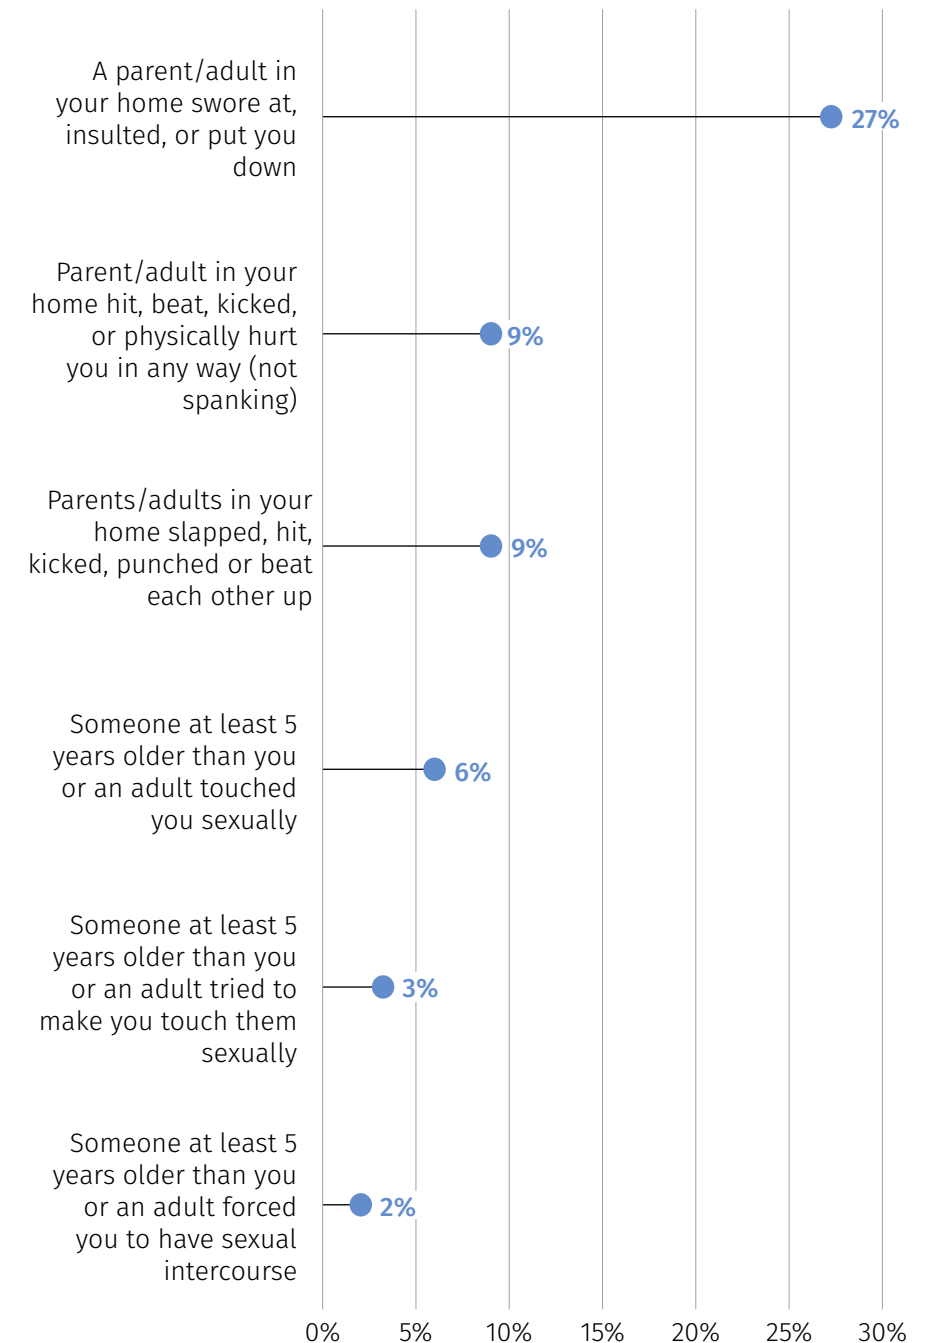 A parent/adult in
your home swore at,
insulted, or put you
down
27%
Parent/adult in your
home hit, beat, kicked,
or physically hurt
you in any way (not
spanking)
9%
Parents/adults in your
home slapped, hit,
kicked, punched or beat
each other up
9%
Someone at least 5
years older than you
or an adult touched
you sexually
6%
Someone at least 5
years older than you
or an adult tried to
make you touch them
sexually
3%
Someone at least 5
years older than you
or an adult forced
you to have sexual
intercourse
2%
0% 5% 10% 15% 20% 25% 30%